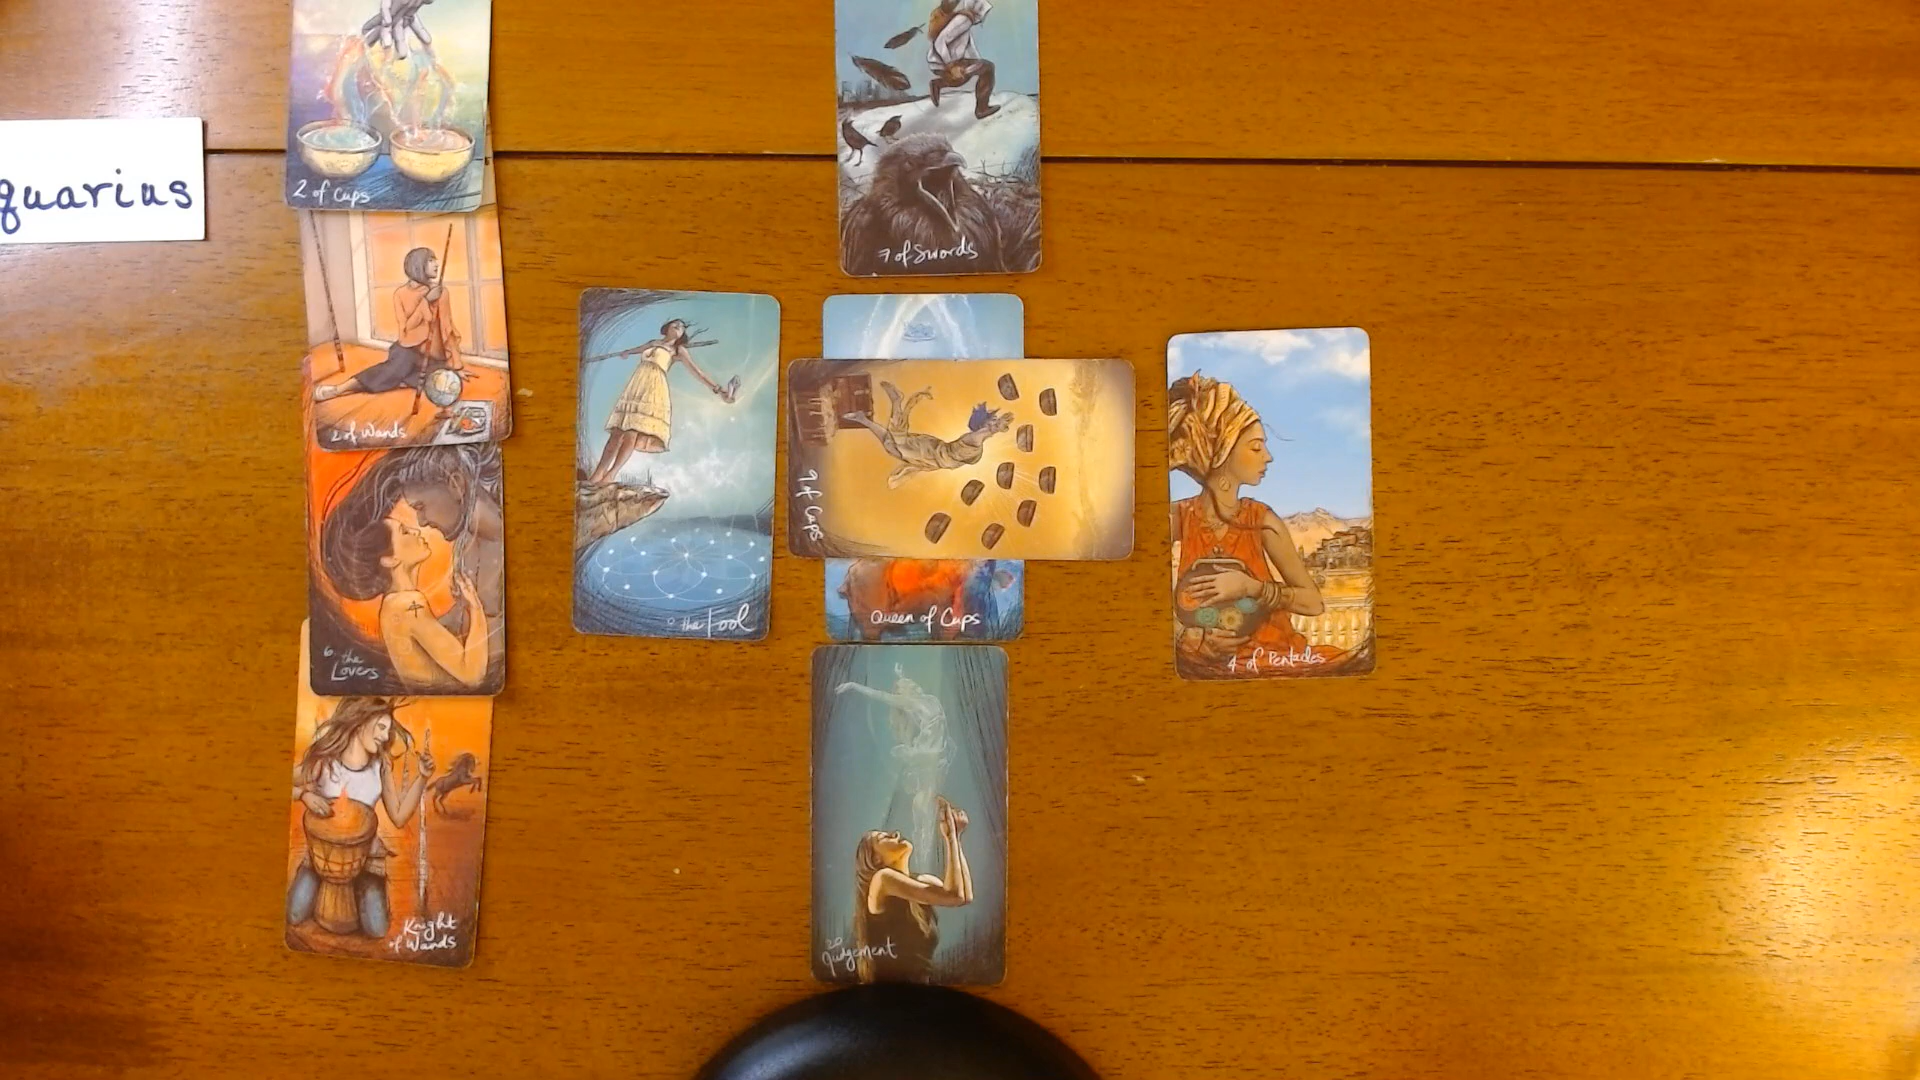 quarius
2 of Cups
7 of Swords
2 of Wands
9 of Cups
0 the Fool
Queen of Cups
4 of Pentacles
6 the
Lovers
Knight
of Wands
20
Judgement